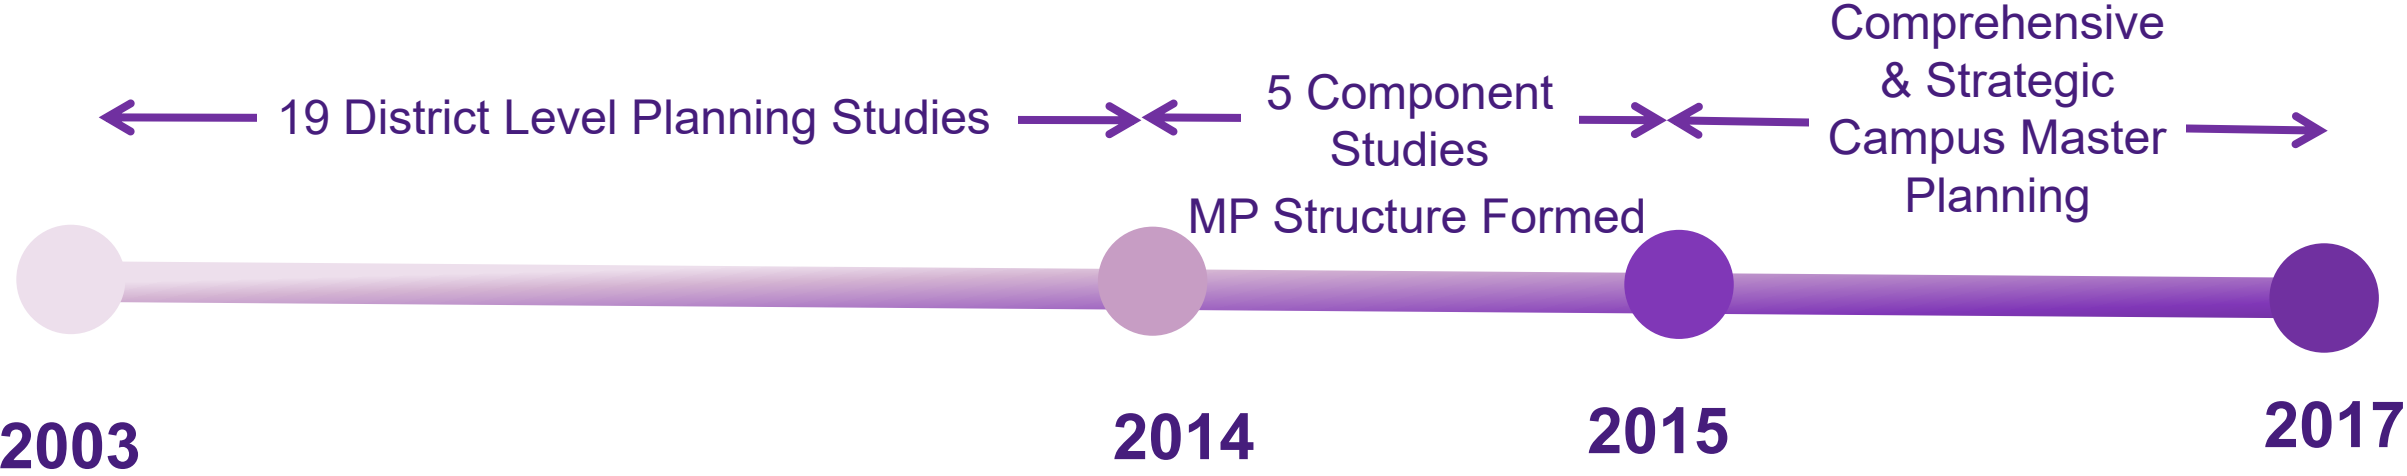 19 District Level Planning Studies
5 Component
Studies
MP Structure Formed
Comprehensive
& Strategic
Campus Master
Planning
2003
2014
2015
2017